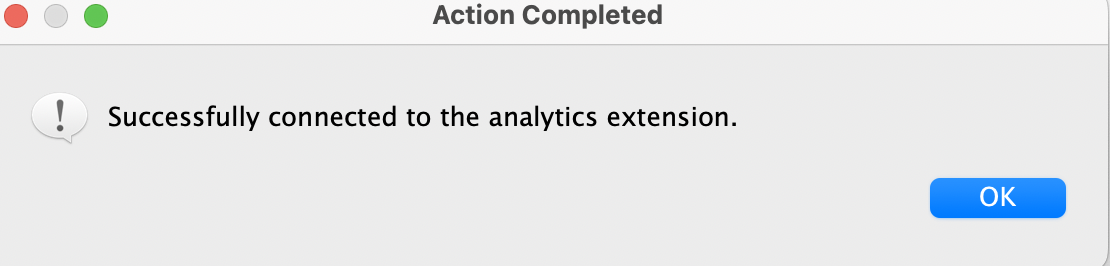 Action Completed
Successfully connected to the analytics extension.
OK